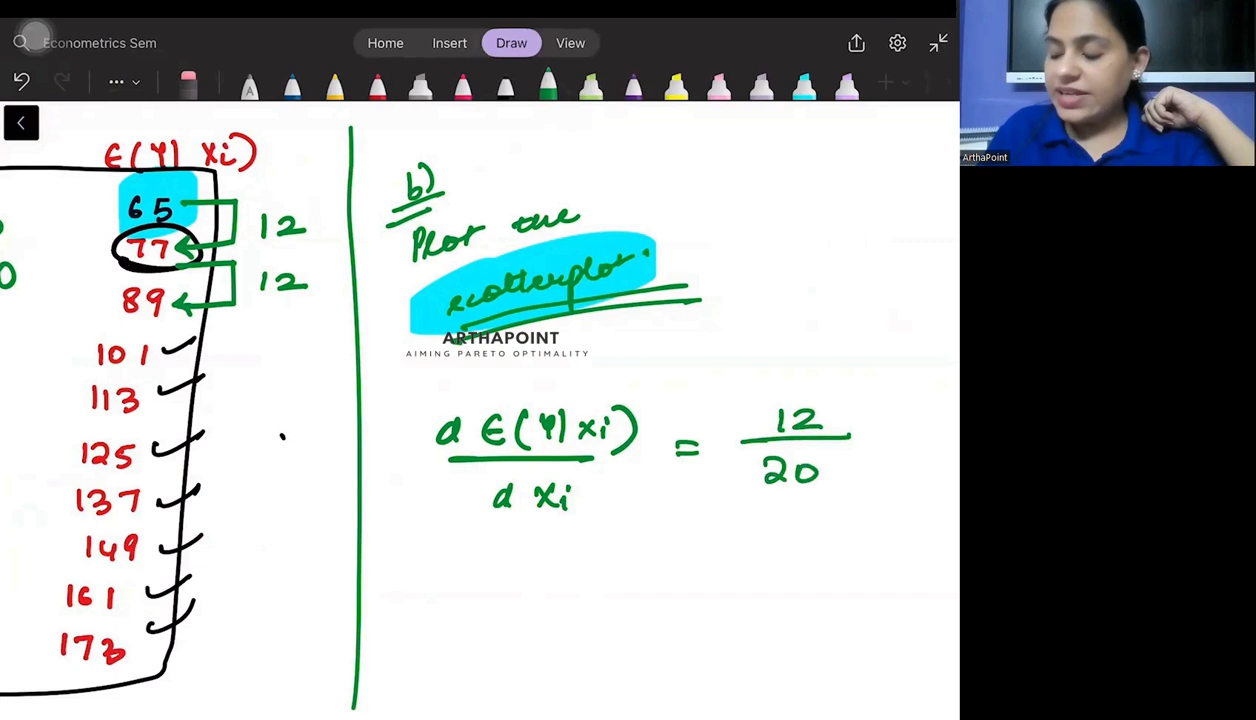 Econometrics Sem
Home
Insert
Draw
View
A
ArthaPoint
E(Y| Xi)
65
77
89
101
113
125
137
149
161
173
12
12
0
b)
Plot the
scatterplot.
ARTHAPOINT
AIMING PARETO OPTIMALITY
d E(Y| Xi)
d Xi
=
12
20